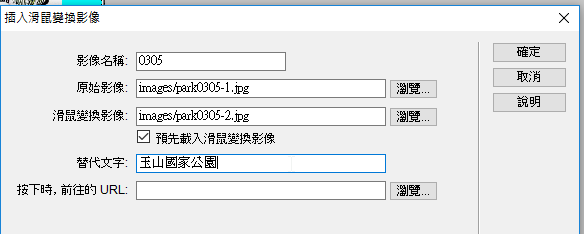 插入滑鼠變換影像
影像名稱: 0305
確定
原始影像: images/park0305-1.jpg 瀏覽...
取消
滑鼠變換影像: images/park0305-2.jpg 瀏覽...
說明
預先載入滑鼠變換影像
替代文字: 玉山國家公園
按下時,前往的 URL: 瀏覽...